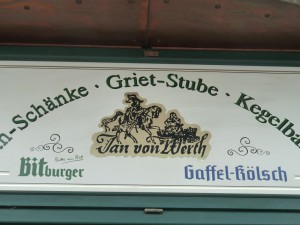 n-Schänke · Griet-Stube · Kegelba
Jan von Werth
Bitburger
Gaffel-Kölsch